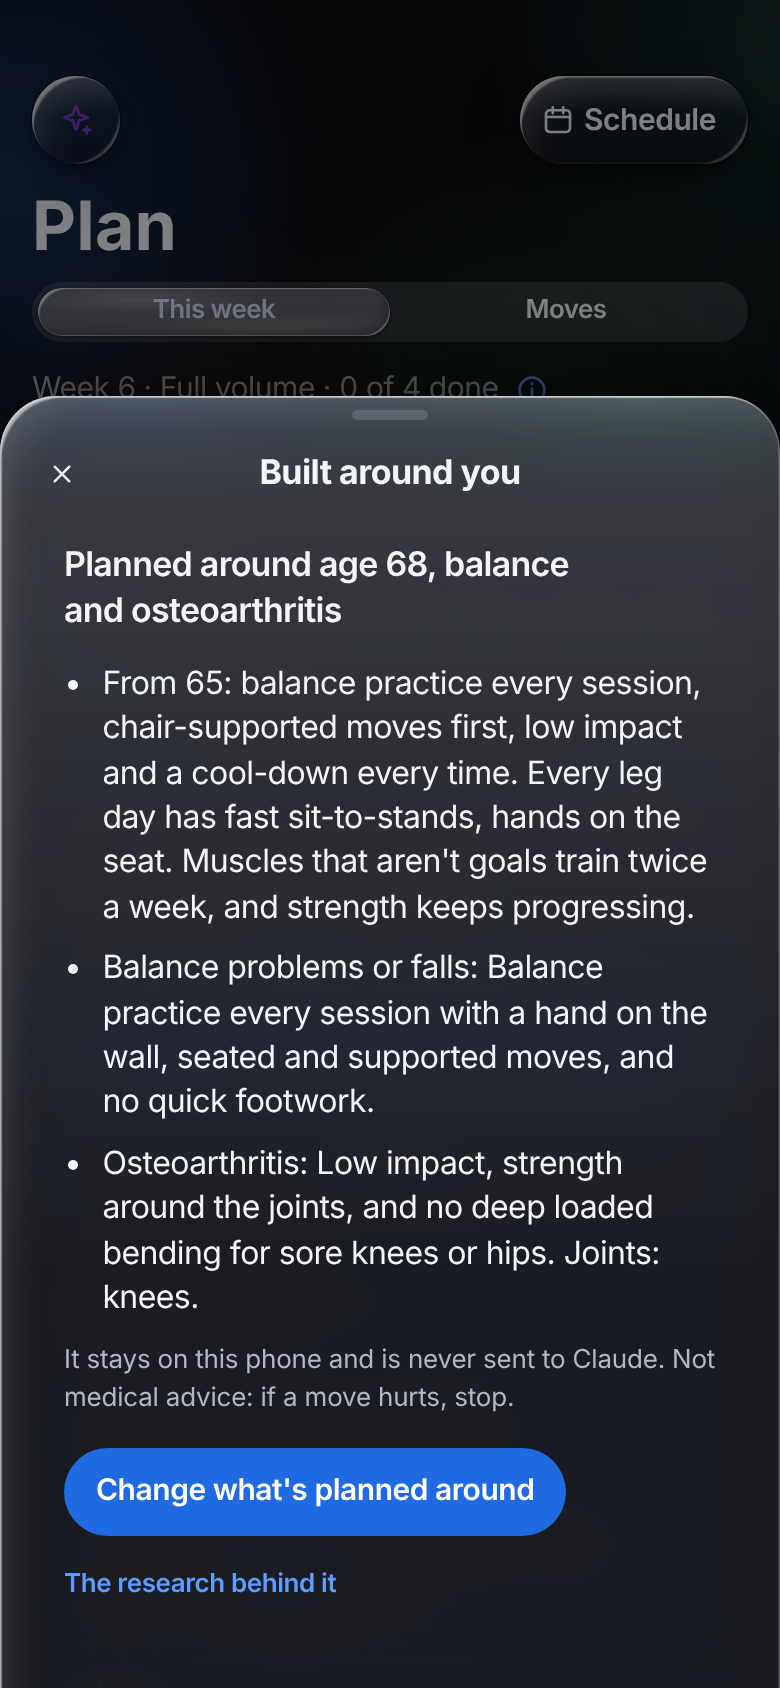 Schedule
Plan
This week
Moves
Week 6 · Full volume · 0 of 4 done
Built around you
Planned around age 68, balance
and osteoarthritis
• From 65: balance practice every session,
chair-supported moves first, low impact
and a cool-down every time. Every leg
day has fast sit-to-stands, hands on the
seat. Muscles that aren't goals train twice
a week, and strength keeps progressing.
• Balance problems or falls: Balance
practice every session with a hand on the
wall, seated and supported moves, and
no quick footwork.
• Osteoarthritis: Low impact, strength
around the joints, and no deep loaded
bending for sore knees or hips. Joints:
knees.
It stays on this phone and is never sent to Claude. Not
medical advice: if a move hurts, stop.
Change what's planned around
The research behind it